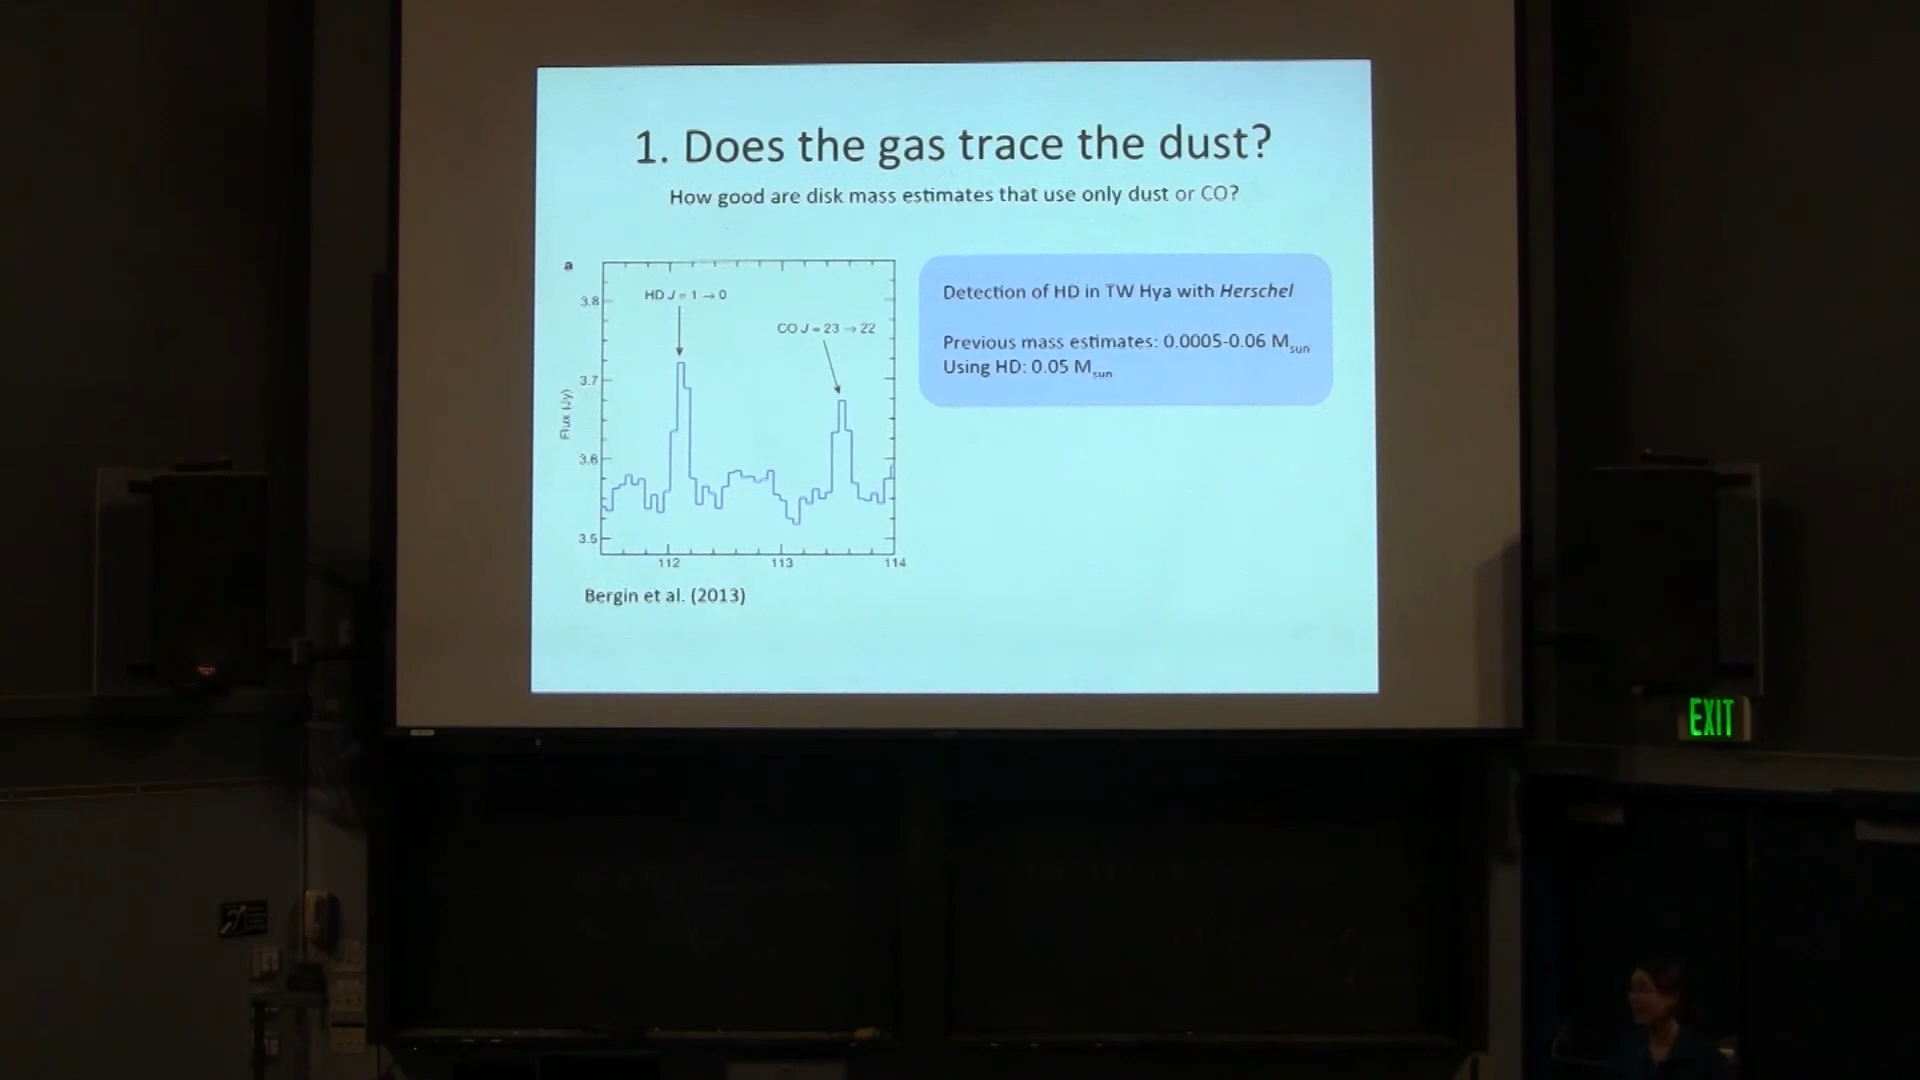 1. Does the gas trace the dust?
How good are disk mass estimates that use only dust or CO?
a
HD J = 1 → 0
CO J = 23 → 22
3.8
3.7
3.6
3.5
Flux (Jy)
112
113
114
Bergin et al. (2013)
Detection of HD in TW Hya with Herschel
Previous mass estimates: 0.0005-0.06 Msun
Using HD: 0.05 Msun
EXIT